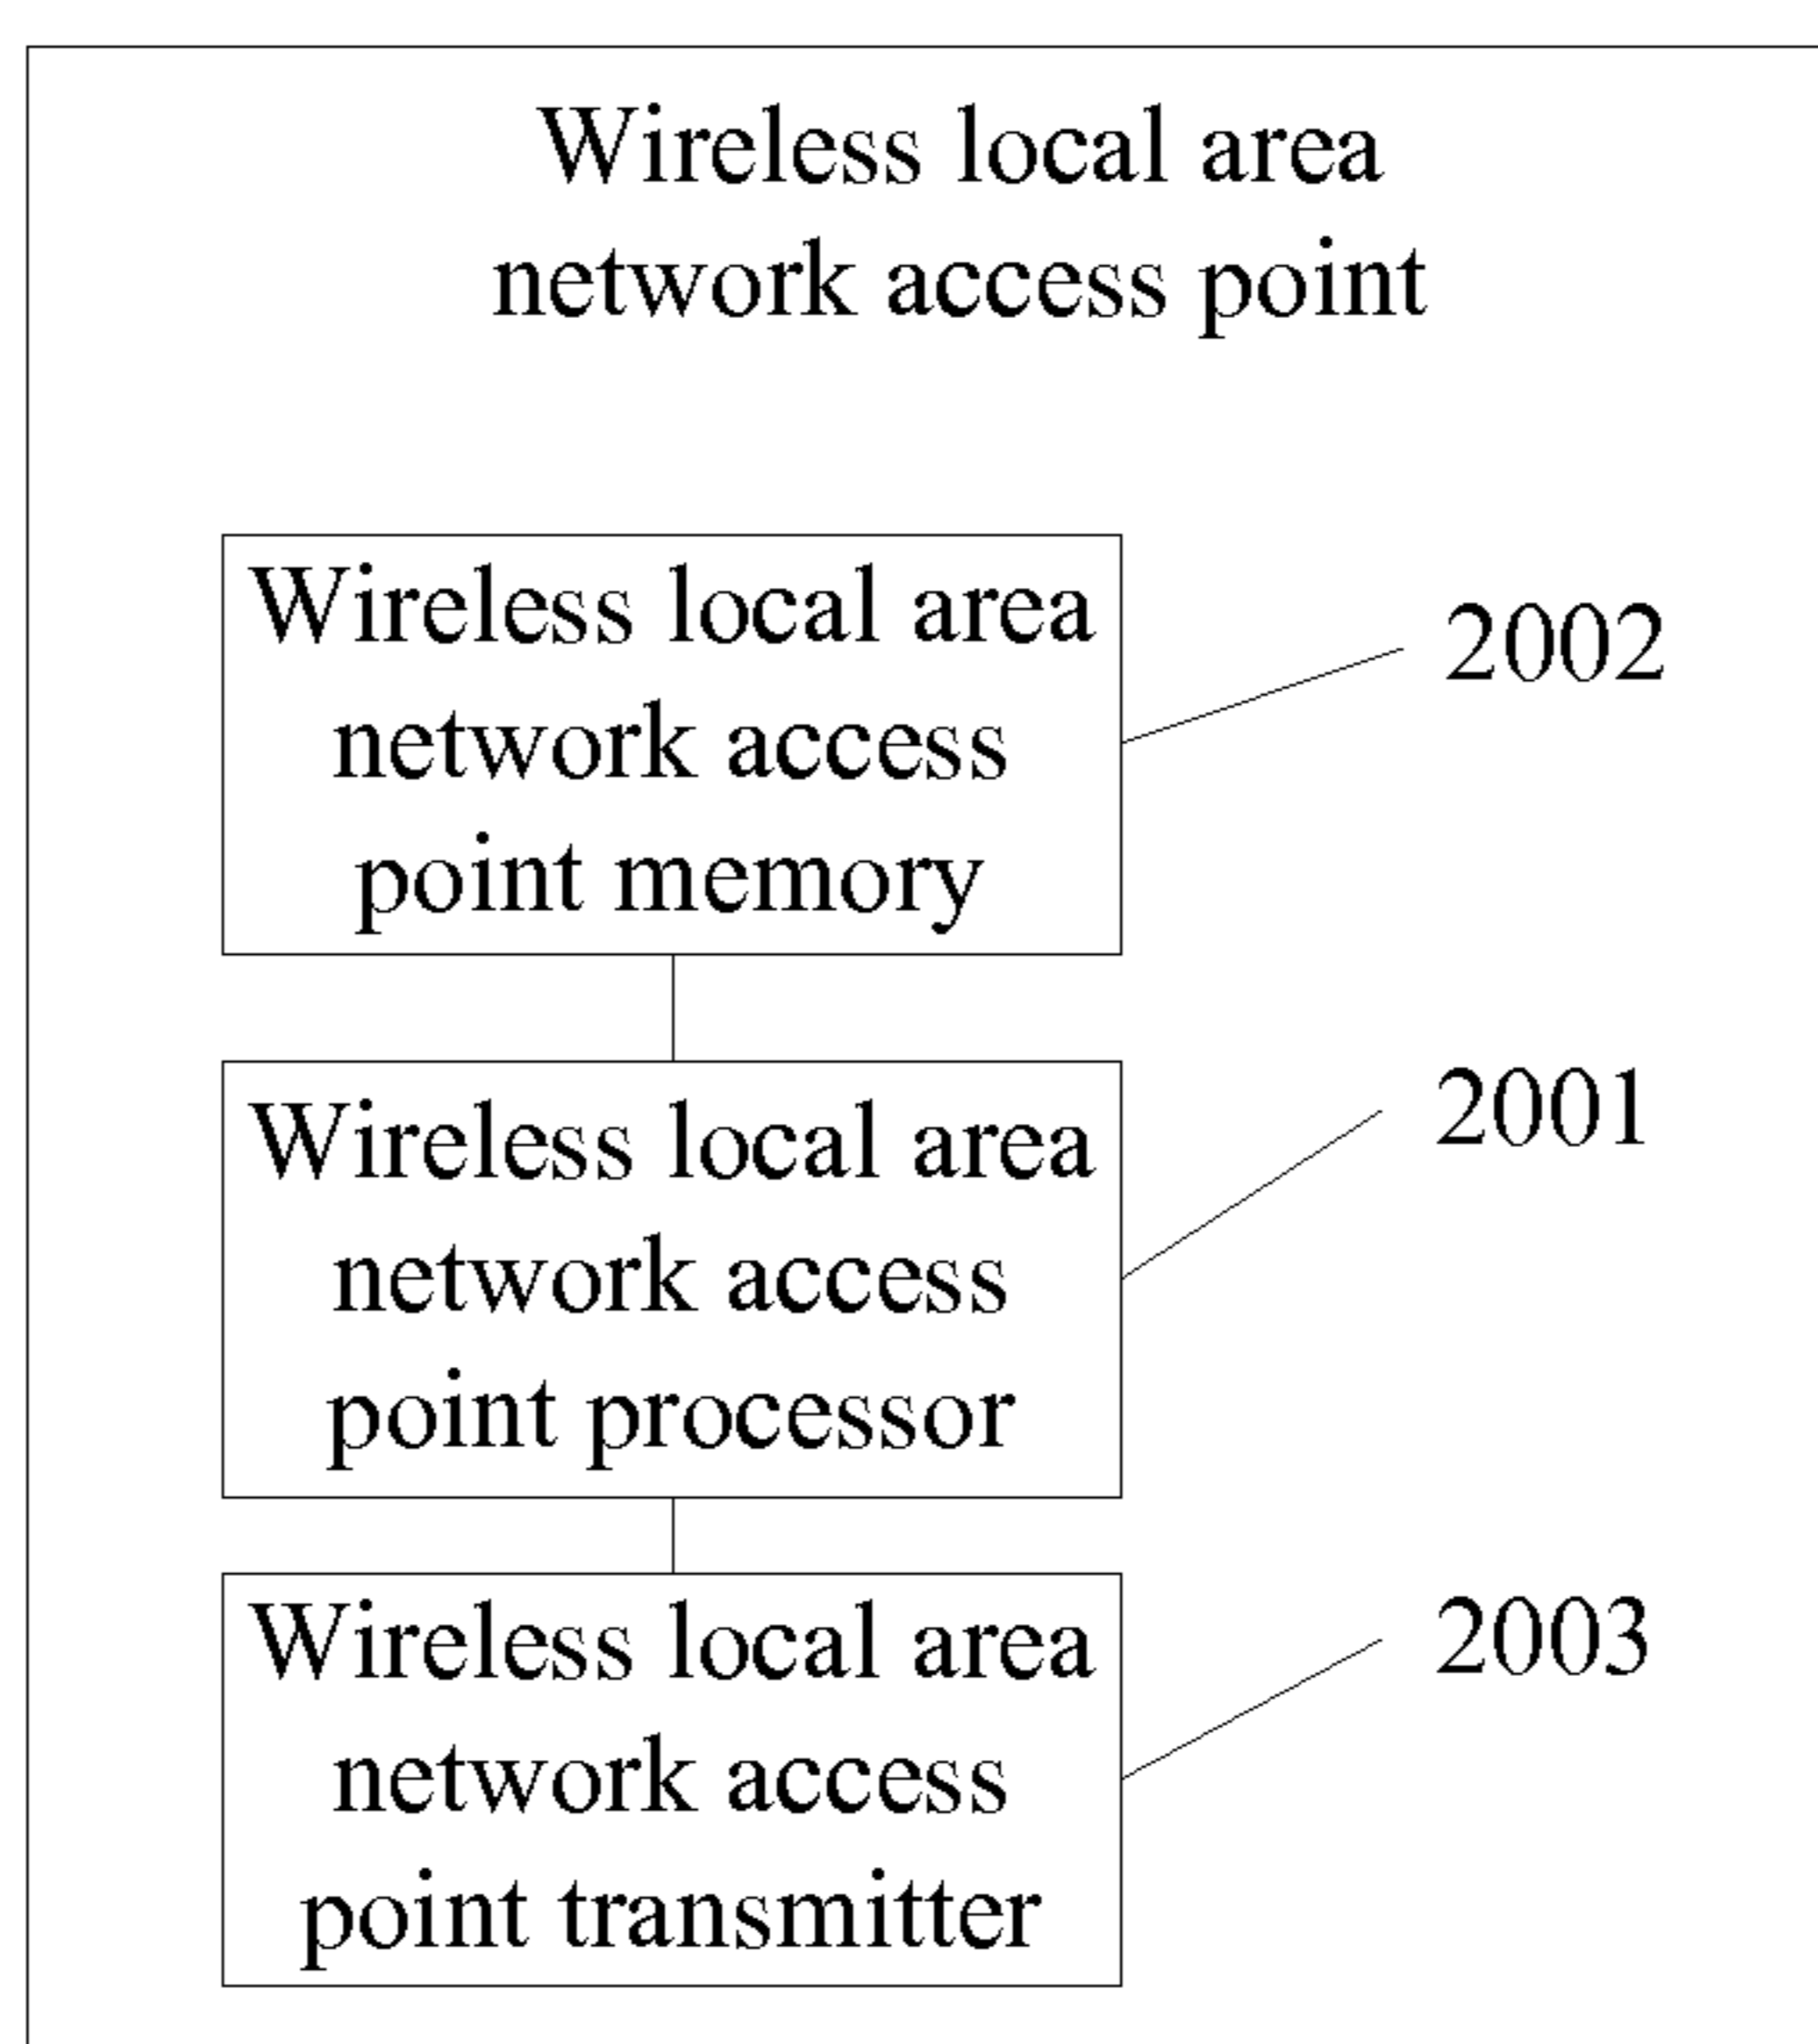 Wireless local area
network access point
Wireless local area
network access
point memory
2002
Wireless local area
network access
point processor
2001
Wireless local area
network access
point transmitter
2003